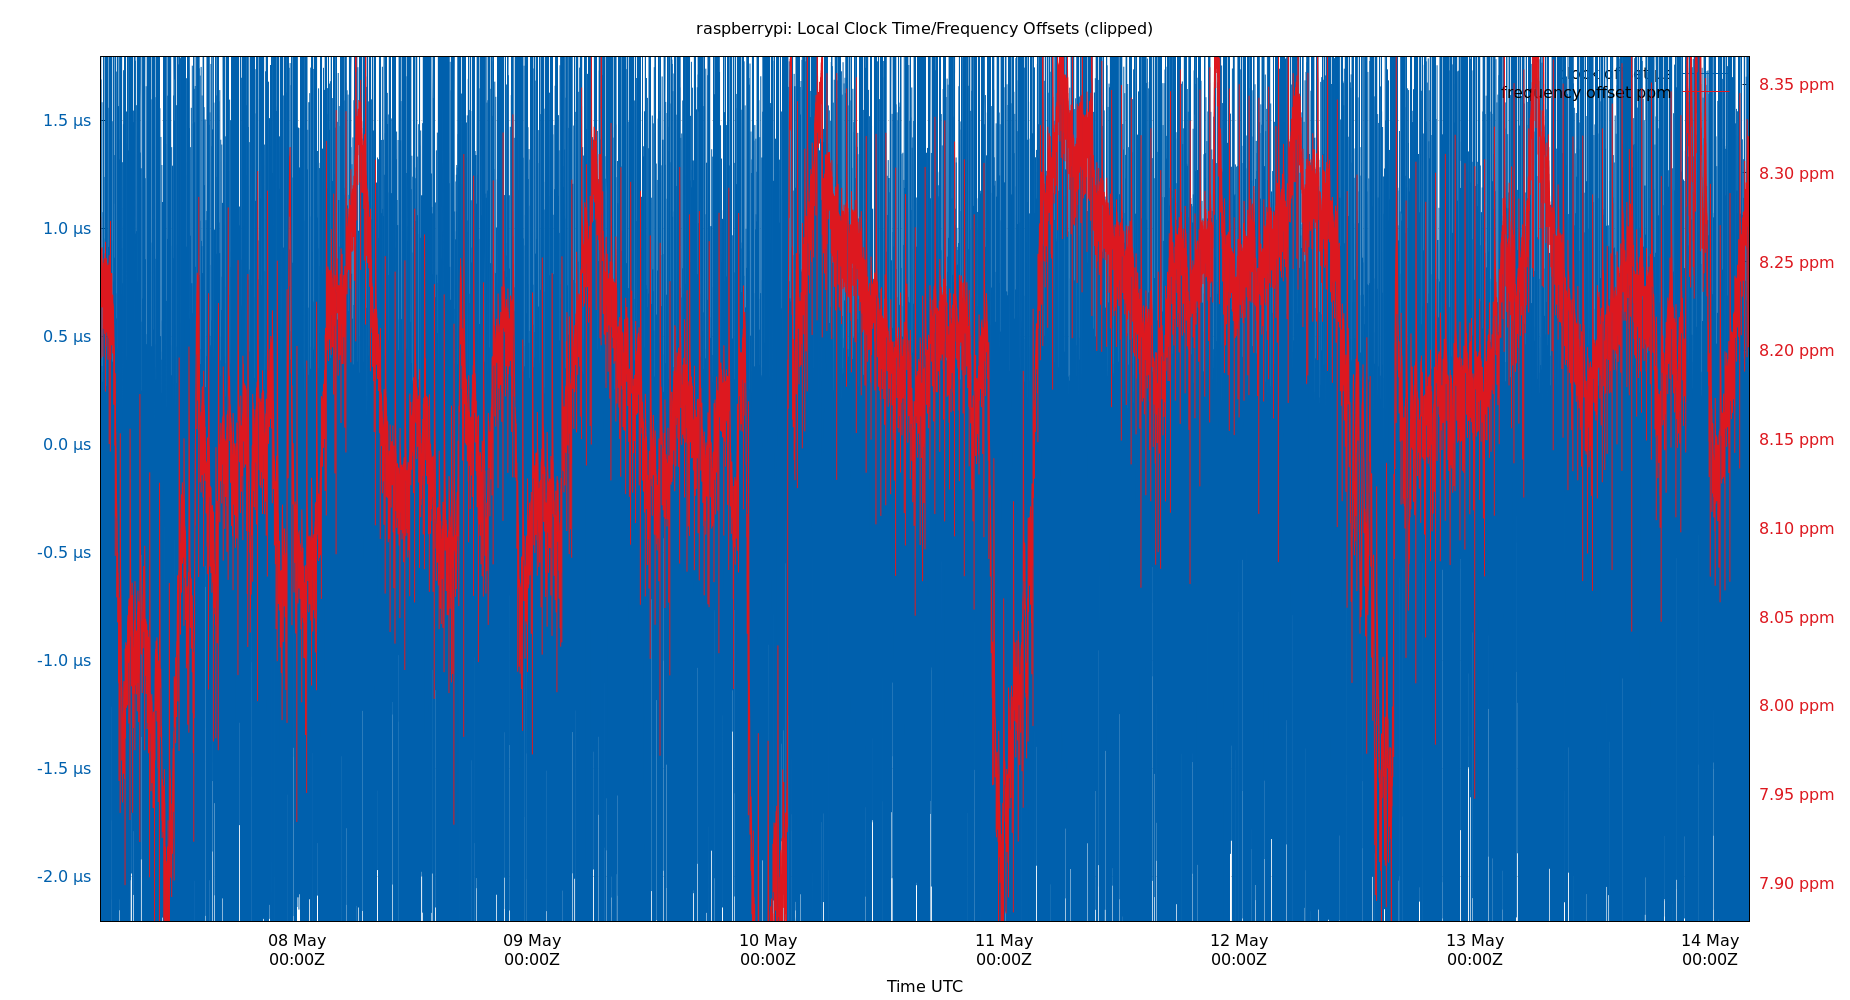 raspberrypi: Local Clock Time/Frequency Offsets (clipped)
frequency offset ppm
1.5 µs
1.0 µs
0.5 µs
0.0 µs
-0.5 µs
-1.0 µs
-1.5 µs
-2.0 µs
8.35 ppm
8.30 ppm
8.25 ppm
8.20 ppm
8.15 ppm
8.10 ppm
8.05 ppm
8.00 ppm
7.95 ppm
7.90 ppm
08 May
00:00Z
09 May
00:00Z
10 May
00:00Z
11 May
00:00Z
12 May
00:00Z
13 May
00:00Z
14 May
00:00Z
Time UTC